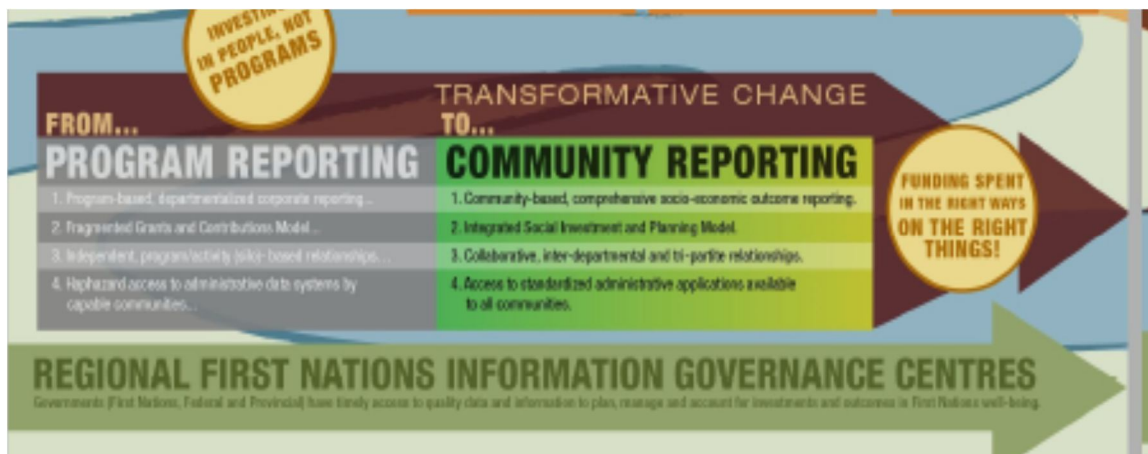 INVESTING
IN PEOPLE, NOT
PROGRAMS
TRANSFORMATIVE CHANGE
FROM...
TO...
PROGRAM REPORTING
1. Program-based, departmentalized corporate reporting...
2. Fragmented Grants and Contributions Model...
3. Independent, program/activity (silo)- based relationships...
4. Haphazard access to administrative data systems by
capable communities...
COMMUNITY REPORTING
1. Community-based, comprehensive socio-economic outcome reporting.
2. Integrated Social Investment and Planning Model.
3. Collaborative, inter-departmental and tri-partite relationships.
4. Access to standardized administrative applications available
to all communities.
FUNDING SPENT
IN THE RIGHT WAYS
ON THE RIGHT
THINGS!
REGIONAL FIRST NATIONS INFORMATION GOVERNANCE CENTRES
Governments (First Nations, Federal and Provincial) have timely access to quality data and information to plan, manage and account for investments and outcomes in First Nations well-being.